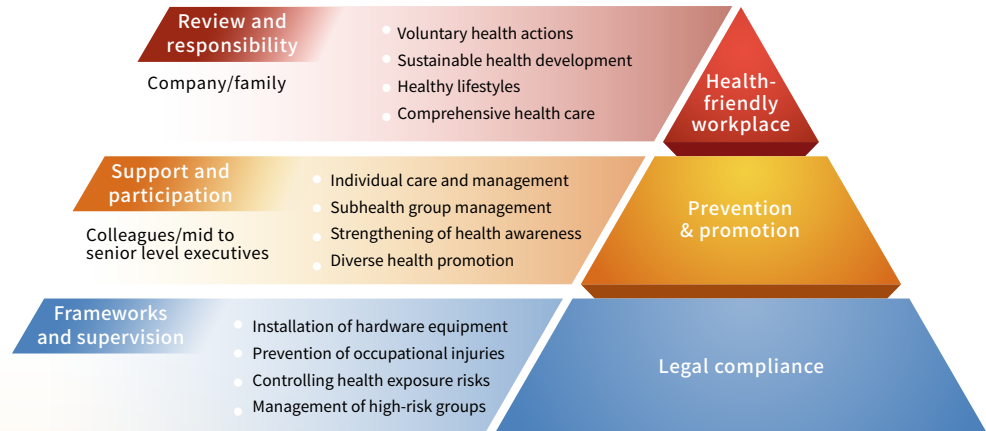 Review and
responsibility
Company/family
Voluntary health actions
Sustainable health development
Healthy lifestyles
Comprehensive health care
Health-
friendly
workplace
Support and
participation
Colleagues/mid to
senior level executives
Individual care and management
Subhealth group management
Strengthening of health awareness
Diverse health promotion
Prevention
& promotion
Frameworks
and supervision
Installation of hardware equipment
Prevention of occupational injuries
Controlling health exposure risks
Management of high-risk groups
Legal compliance